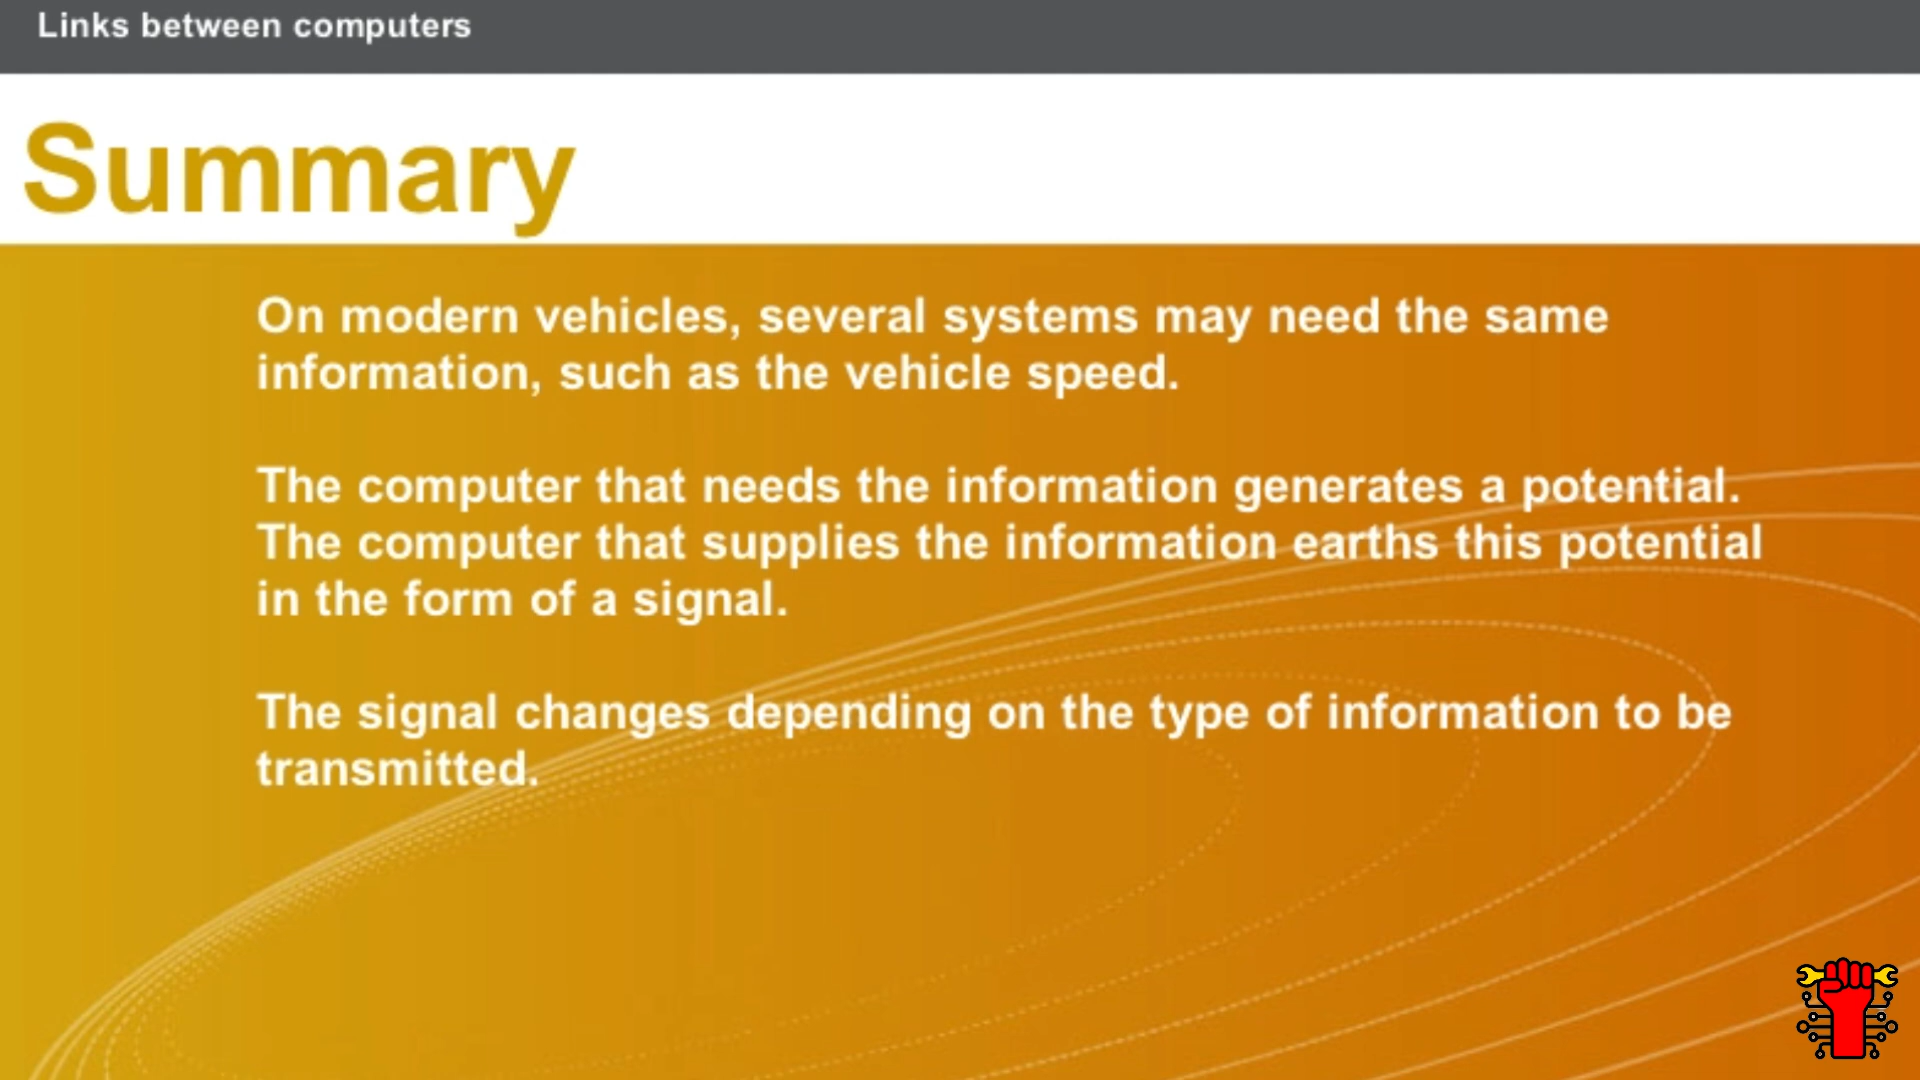 Links between computers
Summary
On modern vehicles, several systems may need the same
information, such as the vehicle speed.
The computer that needs the information generates a potential.
The computer that supplies the information earths this potential
in the form of a signal.
The signal changes depending on the type of information to be
transmitted.